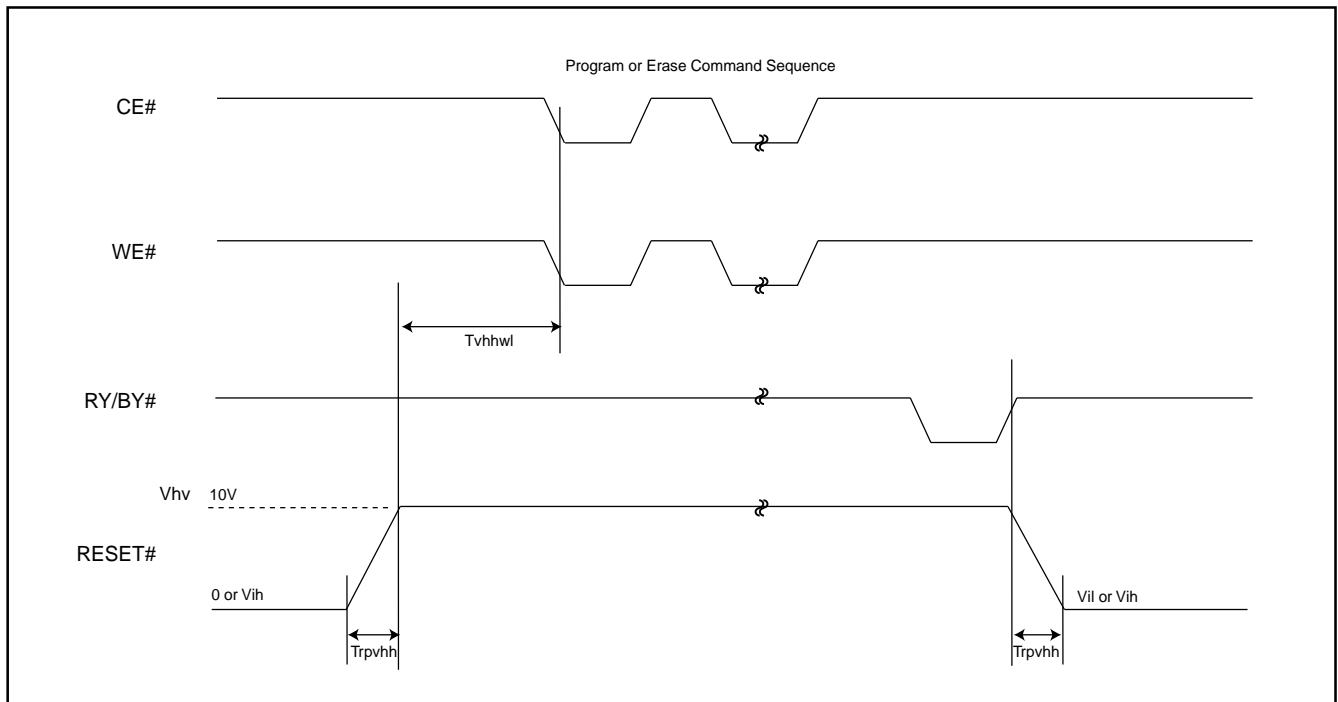 Program or Erase Command Sequence
CE#
WE#
Tvhhwl
RY/BY#
Vhv 10V
RESET#
0 or Vih
Vil or Vih
Trpvhh
Trpvhh